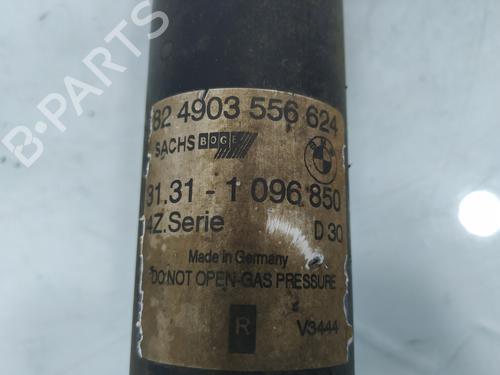 82 4903 556 624
SACHS BOGE
31.31 - 1 096 850
4Z.Serie D 30
Made in Germany
DO NOT OPEN-GAS PRESSURE
R V3444